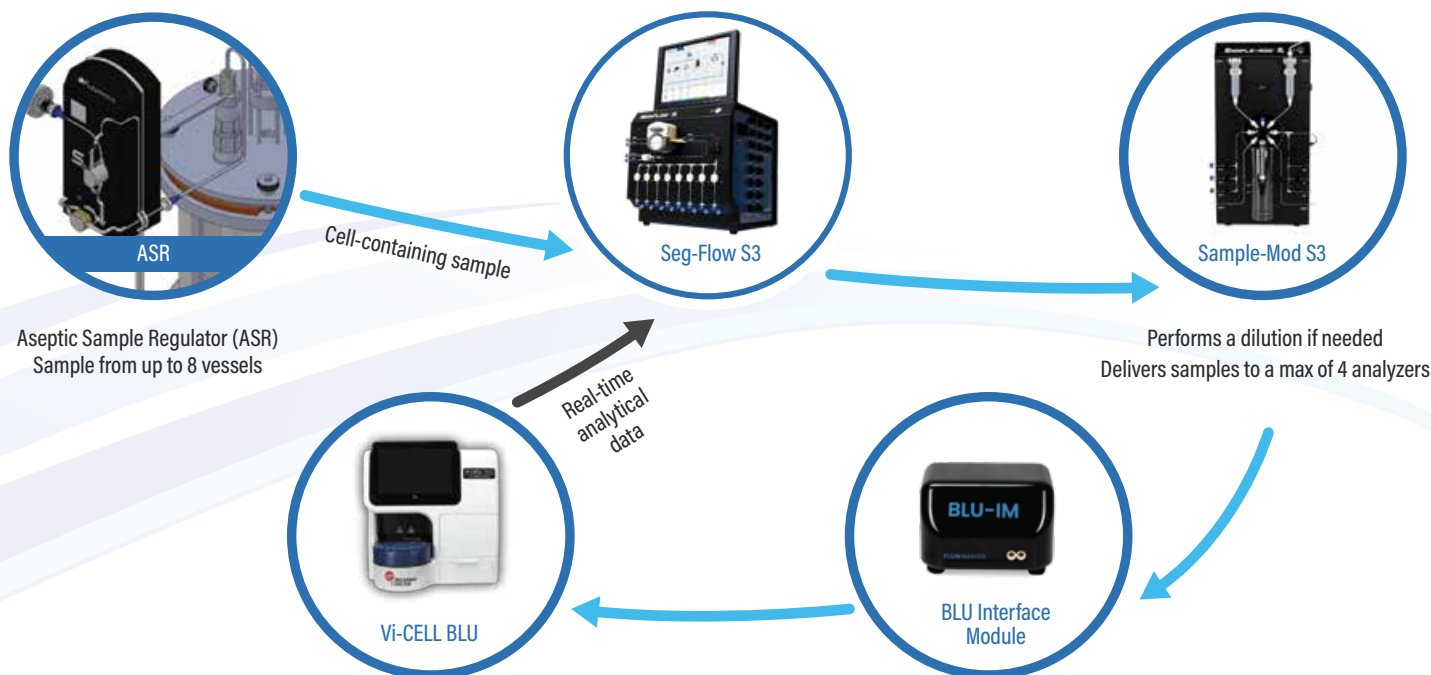 ASR
Aseptic Sample Regulator (ASR)
Sample from up to 8 vessels
Cell-containing sample
Seg-Flow S3
Sample-Mod S3
Performs a dilution if needed
Delivers samples to a max of 4 analyzers
BLU-IM
BLU Interface
Module
Vi-CELL BLU
Real-time
analytical
data